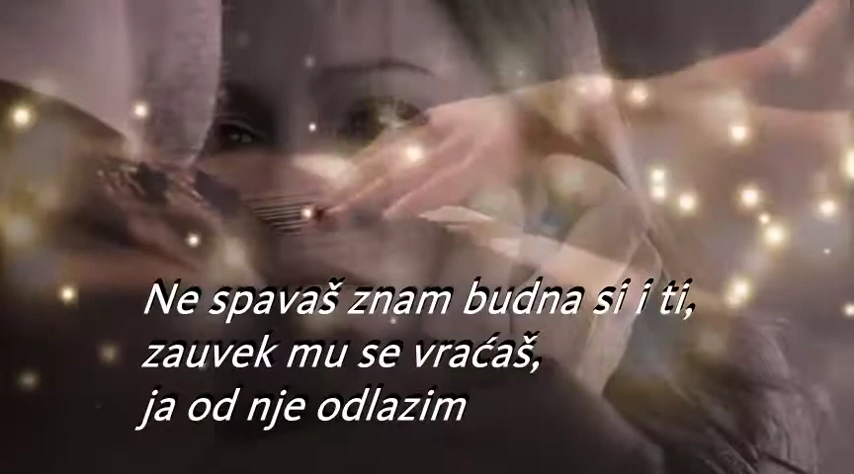 Ne spavaš znam budna si i ti,
zauvek mu se vraćaš,
ja od nje odlazim